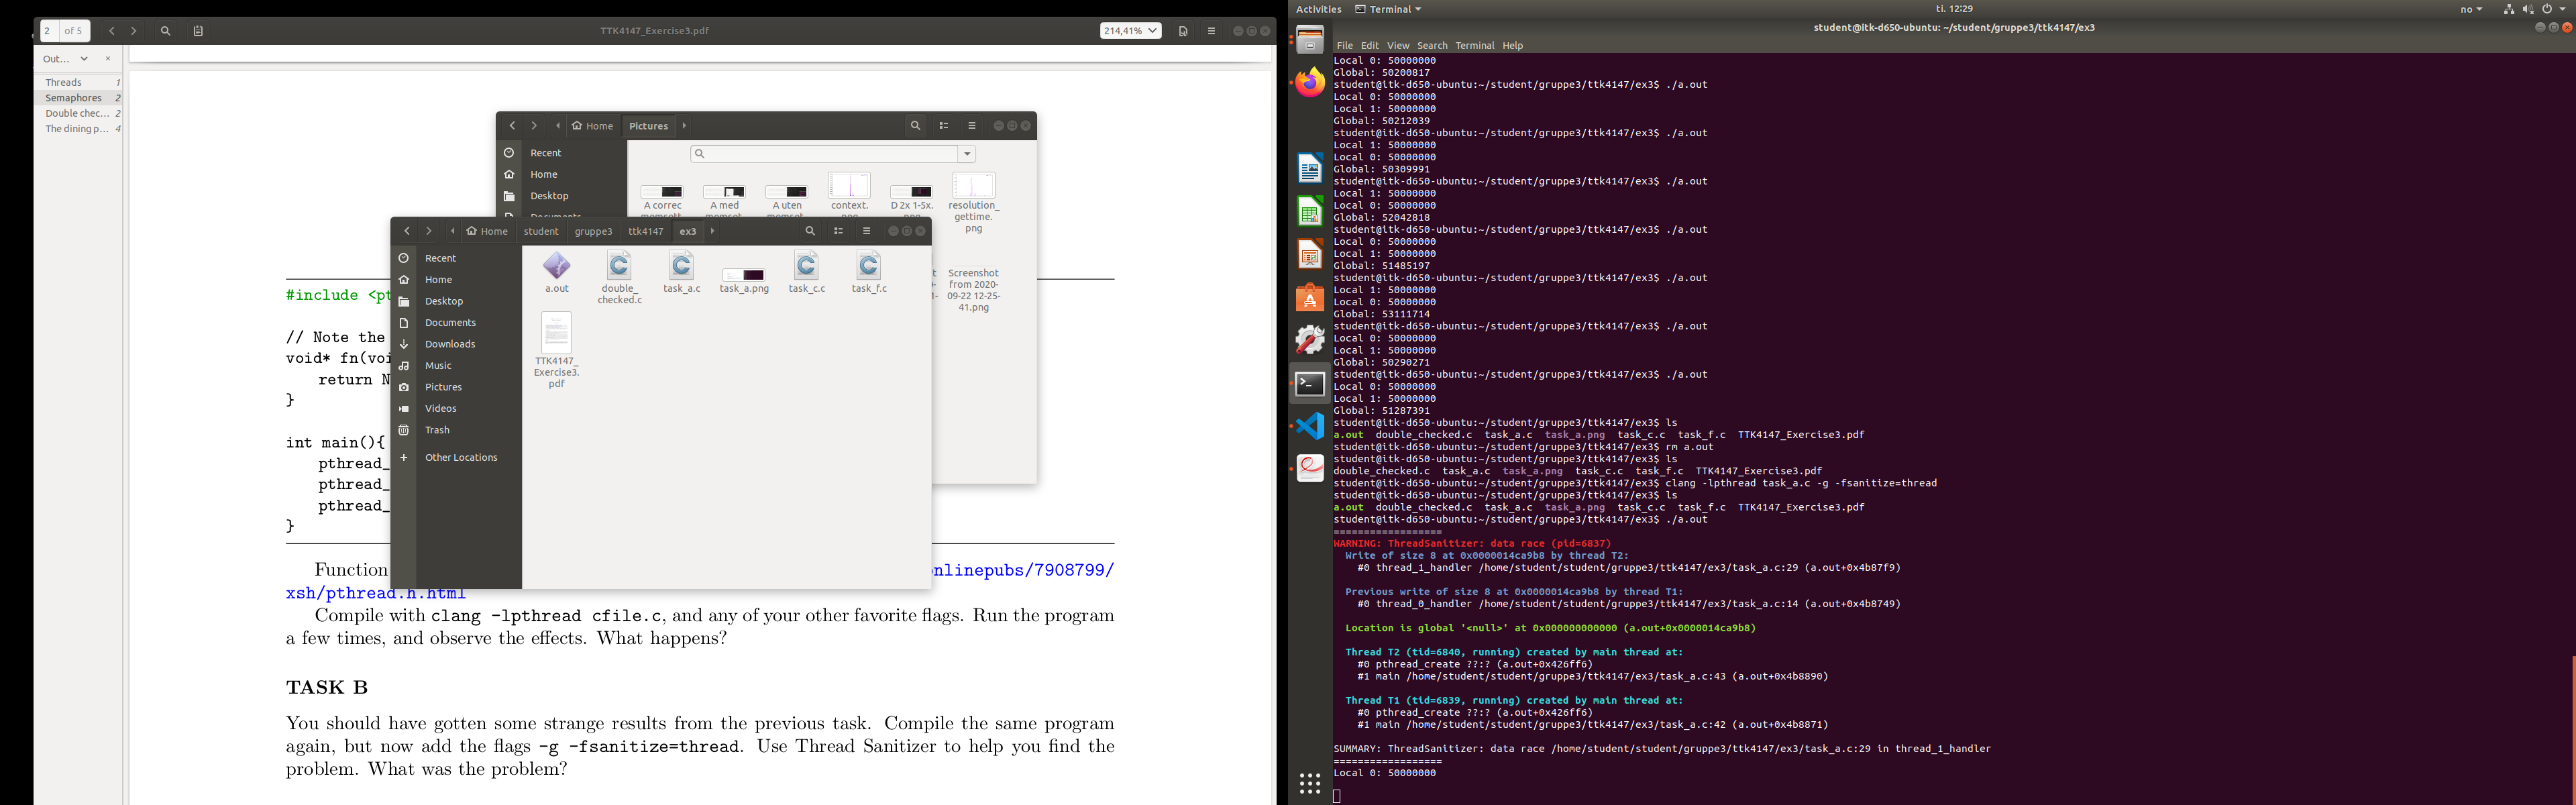 2 of 5
TTK4147_Exercise3.pdf
214,41%
Out...
Threads 1
Semaphores 2
Double chec... 2
The dining p... 4
Home Pictures
Recent
Home
Desktop
A correc
A med
A uten
context.
D 2x 1-5x.
resolution_
gettime.
png
Screenshot
from 2020-
09-22 12-25-
41.png
Home student gruppe3 ttk4147 ex3
Recent
Home
Desktop
Documents
Downloads
Music
Pictures
Videos
Trash
Other Locations
a.out
double_
checked.c
task_a.c
task_a.png
task_c.c
task_f.c
TTK4147_
Exercise3.
pdf
#include <pt
// Note the
void* fn(voi
return N
}
int main(){
pthread_
pthread_
pthread_
}
Function
onlinepubs/7908799/
xsh/pthread.h.html
Compile with clang -lpthread cfile.c, and any of your other favorite flags. Run the program
a few times, and observe the effects. What happens?
TASK B
You should have gotten some strange results from the previous task. Compile the same program
again, but now add the flags -g -fsanitize=thread. Use Thread Sanitizer to help you find the
problem. What was the problem?
Activities Terminal ti. 12:29 no
student@itk-d650-ubuntu: ~/student/gruppe3/ttk4147/ex3
File Edit View Search Terminal Help
Local 0: 50000000
Global: 50200817
student@itk-d650-ubuntu:~/student/gruppe3/ttk4147/ex3$ ./a.out
Local 0: 50000000
Local 1: 50000000
Global: 50212039
student@itk-d650-ubuntu:~/student/gruppe3/ttk4147/ex3$ ./a.out
Local 1: 50000000
Local 0: 50000000
Global: 50309991
student@itk-d650-ubuntu:~/student/gruppe3/ttk4147/ex3$ ./a.out
Local 1: 50000000
Local 0: 50000000
Global: 52042818
student@itk-d650-ubuntu:~/student/gruppe3/ttk4147/ex3$ ./a.out
Local 0: 50000000
Local 1: 50000000
Global: 51485197
student@itk-d650-ubuntu:~/student/gruppe3/ttk4147/ex3$ ./a.out
Local 1: 50000000
Local 0: 50000000
Global: 53111714
student@itk-d650-ubuntu:~/student/gruppe3/ttk4147/ex3$ ./a.out
Local 0: 50000000
Local 1: 50000000
Global: 50290271
student@itk-d650-ubuntu:~/student/gruppe3/ttk4147/ex3$ ./a.out
Local 0: 50000000
Local 1: 50000000
Global: 51287391
student@itk-d650-ubuntu:~/student/gruppe3/ttk4147/ex3$ ls
a.out double_checked.c task_a.c task_a.png task_c.c task_f.c TTK4147_Exercise3.pdf
student@itk-d650-ubuntu:~/student/gruppe3/ttk4147/ex3$ rm a.out
student@itk-d650-ubuntu:~/student/gruppe3/ttk4147/ex3$ ls
double_checked.c task_a.c task_a.png task_c.c task_f.c TTK4147_Exercise3.pdf
student@itk-d650-ubuntu:~/student/gruppe3/ttk4147/ex3$ clang -lpthread task_a.c -g -fsanitize=thread
student@itk-d650-ubuntu:~/student/gruppe3/ttk4147/ex3$ ls
a.out double_checked.c task_a.c task_a.png task_c.c task_f.c TTK4147_Exercise3.pdf
student@itk-d650-ubuntu:~/student/gruppe3/ttk4147/ex3$ ./a.out
==================
WARNING: ThreadSanitizer: data race (pid=6837)
Write of size 8 at 0x0000014ca9b8 by thread T2:
#0 thread_1_handler /home/student/student/gruppe3/ttk4147/ex3/task_a.c:29 (a.out+0x4b87f9)
Previous write of size 8 at 0x0000014ca9b8 by thread T1:
#0 thread_0_handler /home/student/student/gruppe3/ttk4147/ex3/task_a.c:14 (a.out+0x4b8749)
Location is global '<null>' at 0x000000000000 (a.out+0x0000014ca9b8)
Thread T2 (tid=6840, running) created by main thread at:
#0 pthread_create ??:? (a.out+0x426ff6)
#1 main /home/student/student/gruppe3/ttk4147/ex3/task_a.c:43 (a.out+0x4b8890)
Thread T1 (tid=6839, running) created by main thread at:
#0 pthread_create ??:? (a.out+0x426ff6)
#1 main /home/student/student/gruppe3/ttk4147/ex3/task_a.c:42 (a.out+0x4b8871)
SUMMARY: ThreadSanitizer: data race /home/student/student/gruppe3/ttk4147/ex3/task_a.c:29 in thread_1_handler
==================
Local 0: 50000000